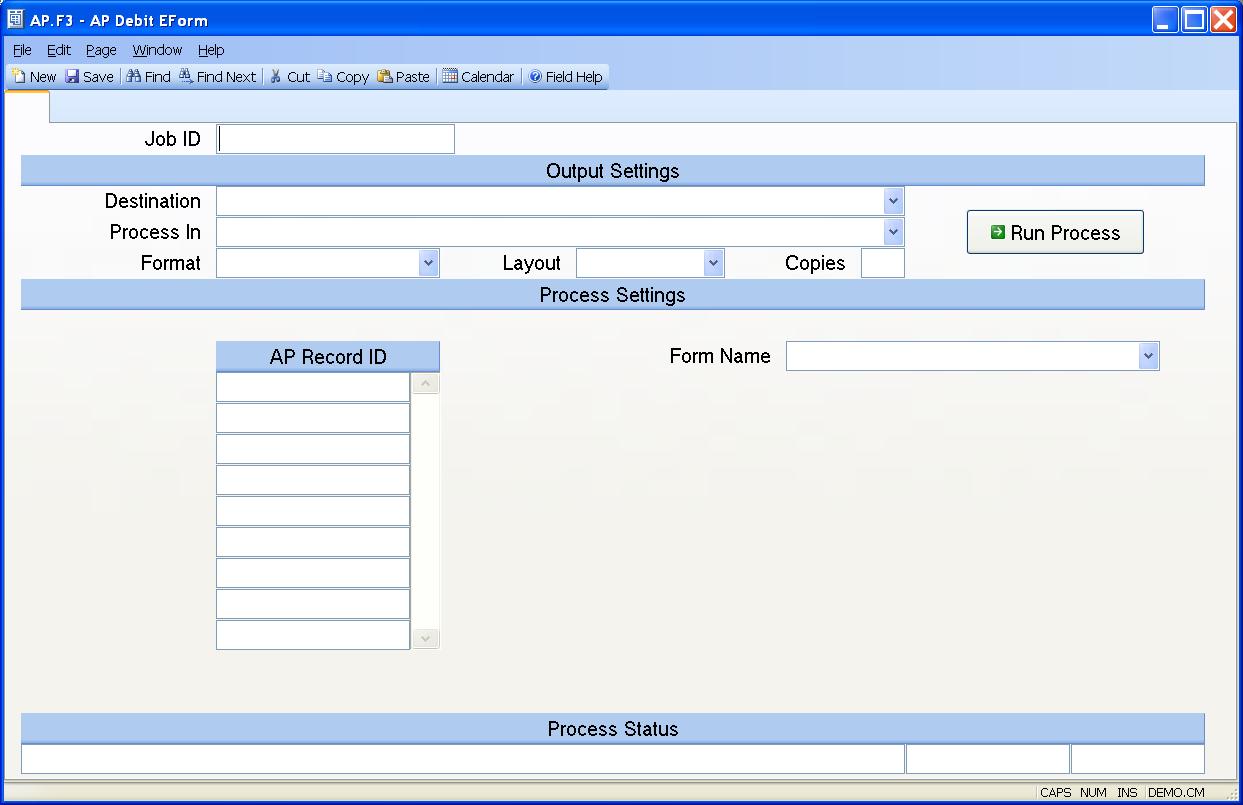 AP.F3 - AP Debit EForm
File Edit Page Window Help
New Save Find Find Next Cut Copy Paste Calendar Field Help
Job ID
Output Settings
Destination
Process In
Run Process
Format Layout Copies
Process Settings
AP Record ID Form Name
Process Status
CAPS NUM INS DEMO.CM